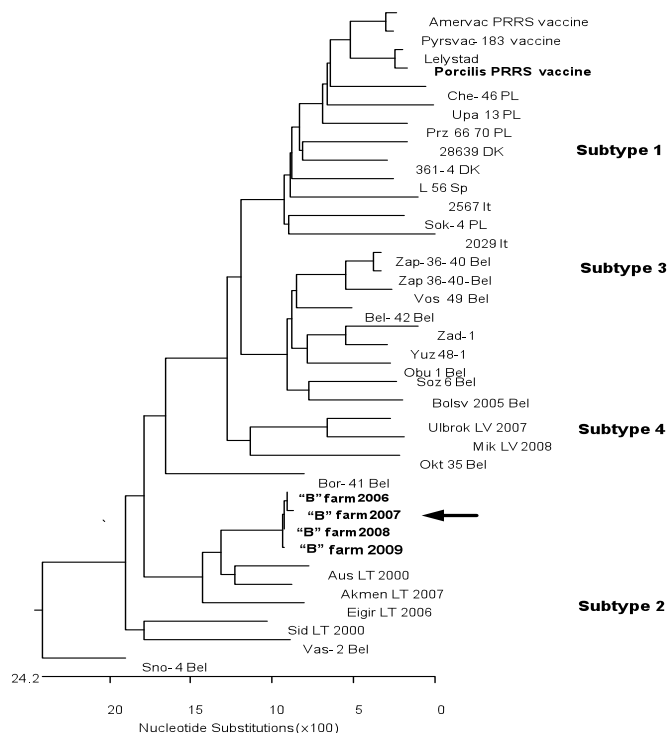 Amervac PRRS vaccine
Pyrsvac- 183 vaccine
Lelystad
Porcilis PRRS vaccine
Che- 46 PL
Upa 13 PL
Prz 66 70 PL
28639 DK
Subtype 1
361-4 DK
L 56 Sp
2567 It
Sok- 4 PL
2029 It
Zap- 36- 40 Bel
Subtype 3
Zap 36-40-Bel
Vos 49 Bel
Bel- 42 Bel
Zad- 1
Yuz 48-1
Obu 1 Bel
Soz 6 Bel
Bolsv 2005 Bel
Ulbrok LV 2007
Subtype 4
Mik LV 2008
Okt 35 Bel
Bor- 41 Bel
"B" farm 2006
"B" farm 2007
"B" farm 2008
"B" farm 2009
Aus LT 2000
Akmen LT 2007
Eigir LT 2006
Subtype 2
Sid LT 2000
Vas- 2 Bel
Sno- 4 Bel
24.2
20 15 10 5 0
Nucleotide Substitutions (×100)